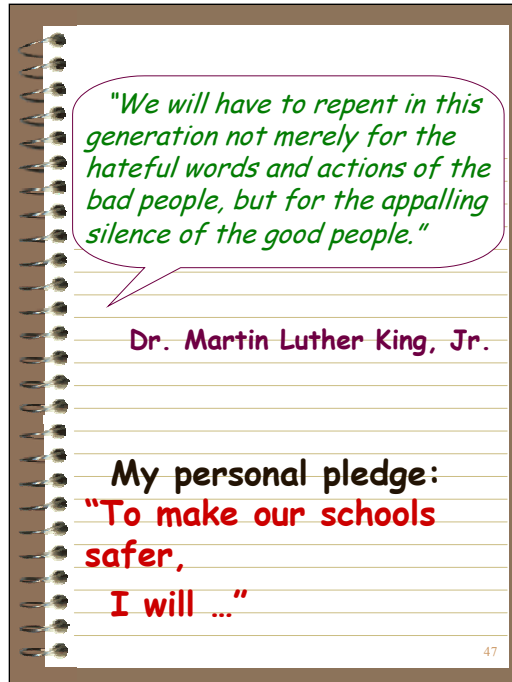 "We will have to repent in this
generation not merely for the
hateful words and actions of the
bad people, but for the appalling
silence of the good people."
Dr. Martin Luther King, Jr.
My personal pledge:
"To make our schools
safer,
I will …"
47